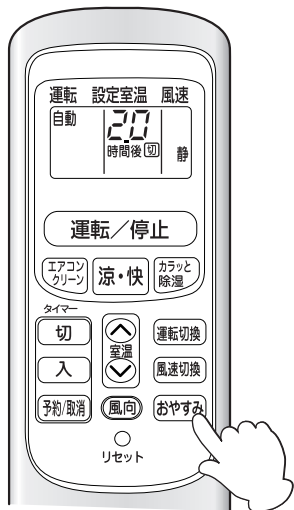 運転 設定室温 風速
自動 2.0
時間後 切 静
運転／停止
エアコンクリーン 涼・快 カラッと除湿
タイマー
切 室温 運転切換
入 風速切換
予約/取消 風向 おやすみ
リセット